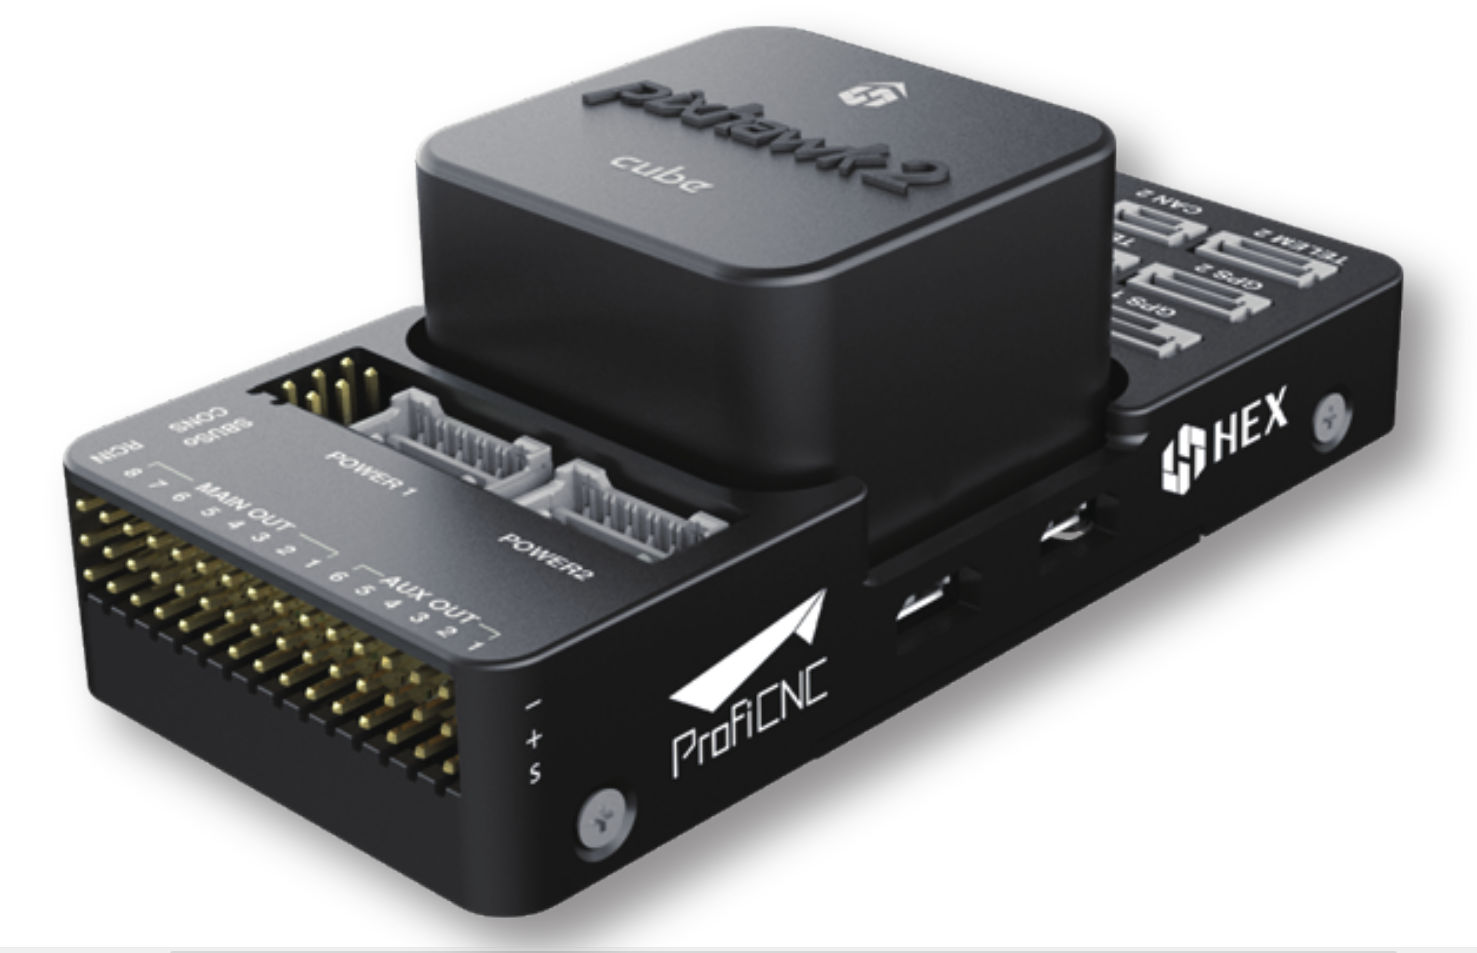 pixhawk2
cube
CAN 2
TELEM 2
GPS 2
GPS 1
HEX
SBUSo
CONS
RCIN
POWER 1
POWER2
MAIN OUT
8 7 6 5 4 3 2 1
AUX OUT
6 5 4 3 2 1
ProfiCNC
-
+
S